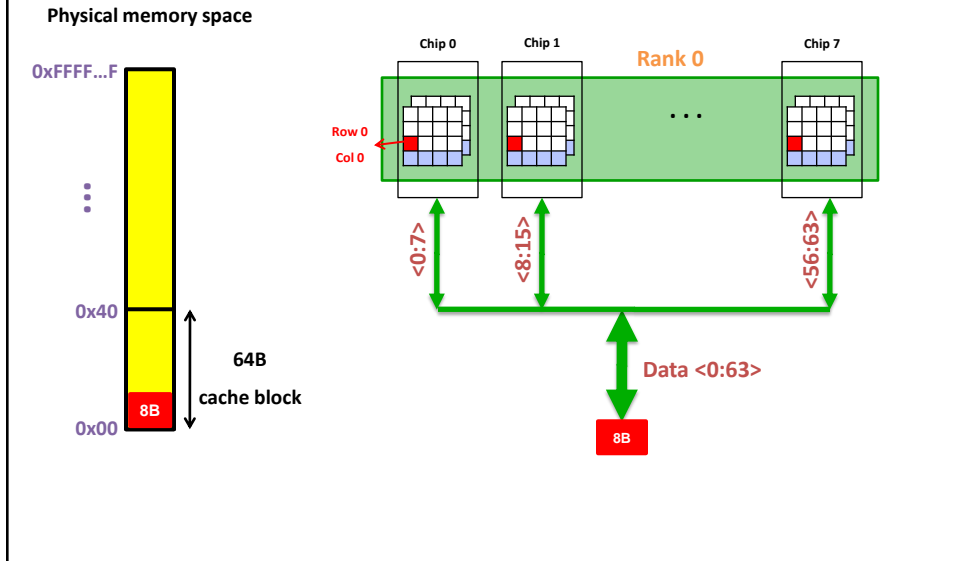 Physical memory space
0xFFFF...F
...
0x40
0x00
8B
64B
cache block
Chip 0
Chip 1
Chip 7
Rank 0
Row 0
Col 0
...
<0:7>
<8:15>
<56:63>
Data <0:63>
8B